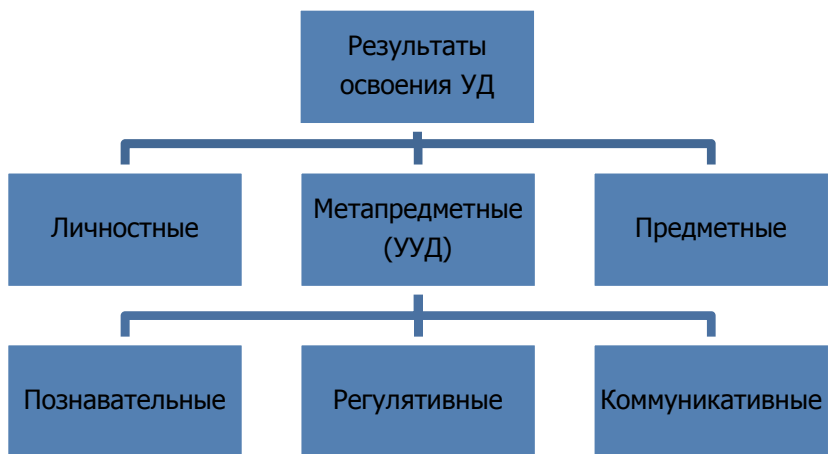 Результаты
освоения УД
Личностные
Метапредметные
(УУД)
Предметные
Познавательные
Регулятивные
Коммуникативные